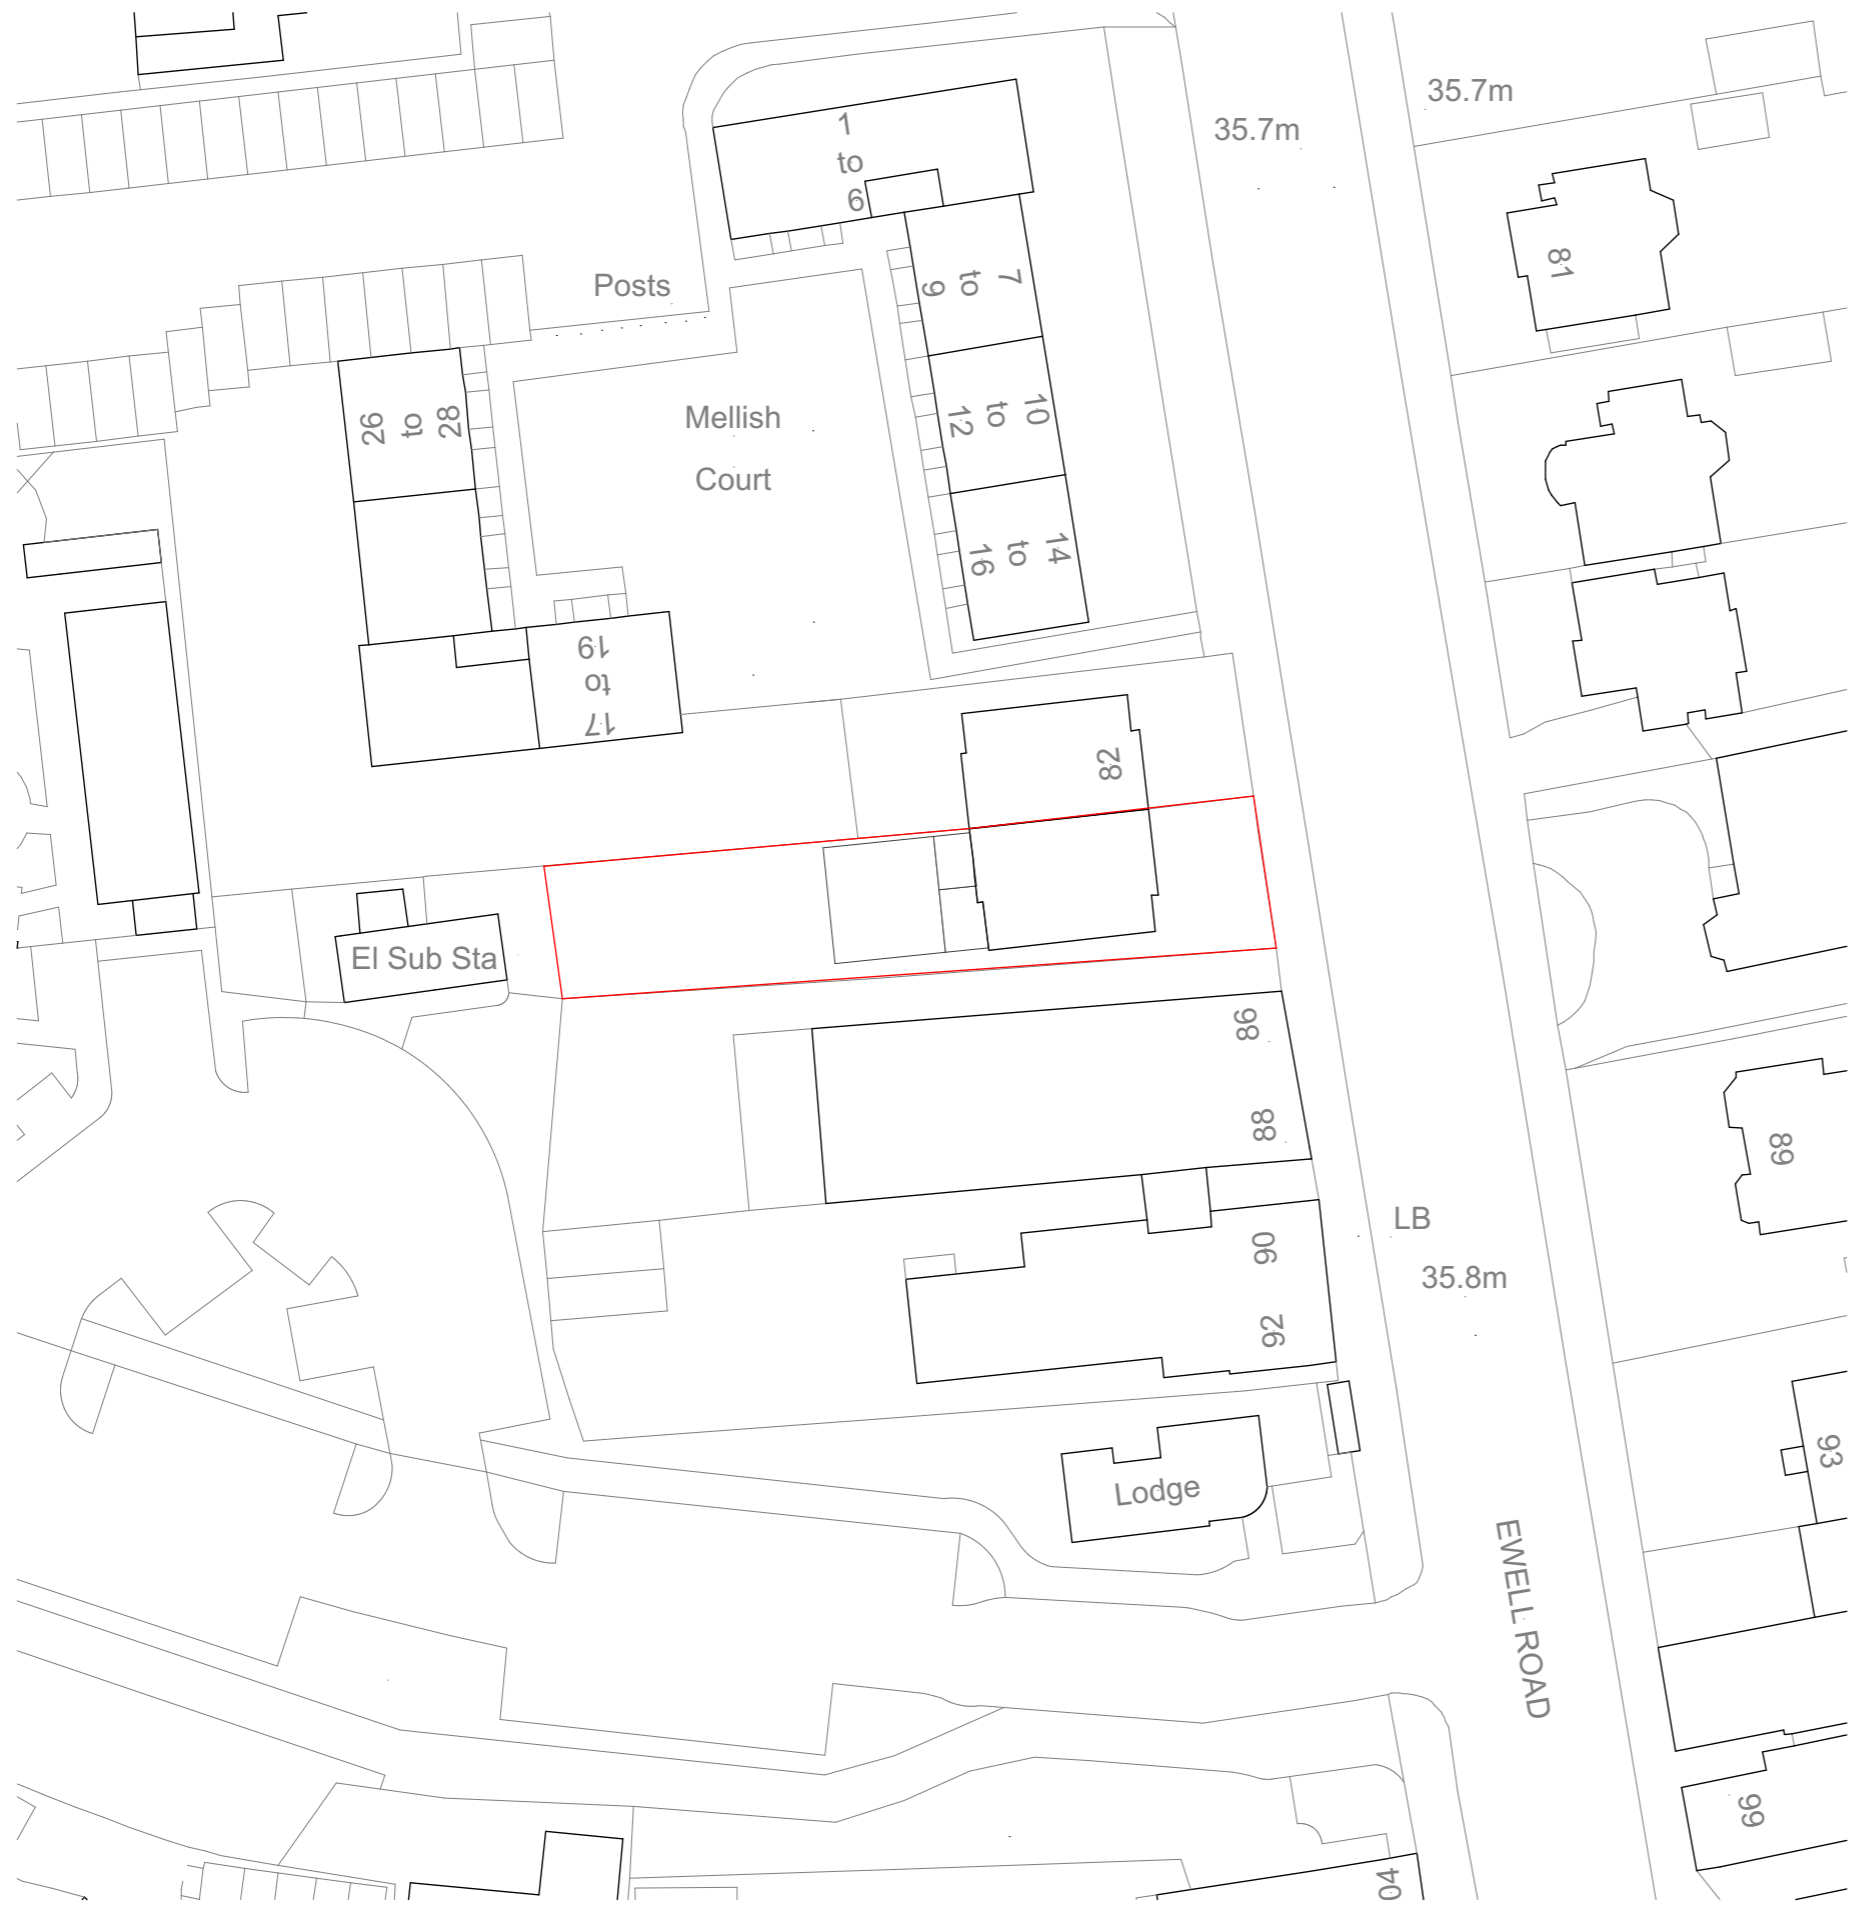 35.7m
35.7m
1
to
6
7
to
9
81
Posts
26
to
28
Mellish
Court
10
to
12
14
to
16
19
to
17
82
El Sub Sta
86
88
89
LB
90
35.8m
92
93
Lodge
EWELL ROAD
99